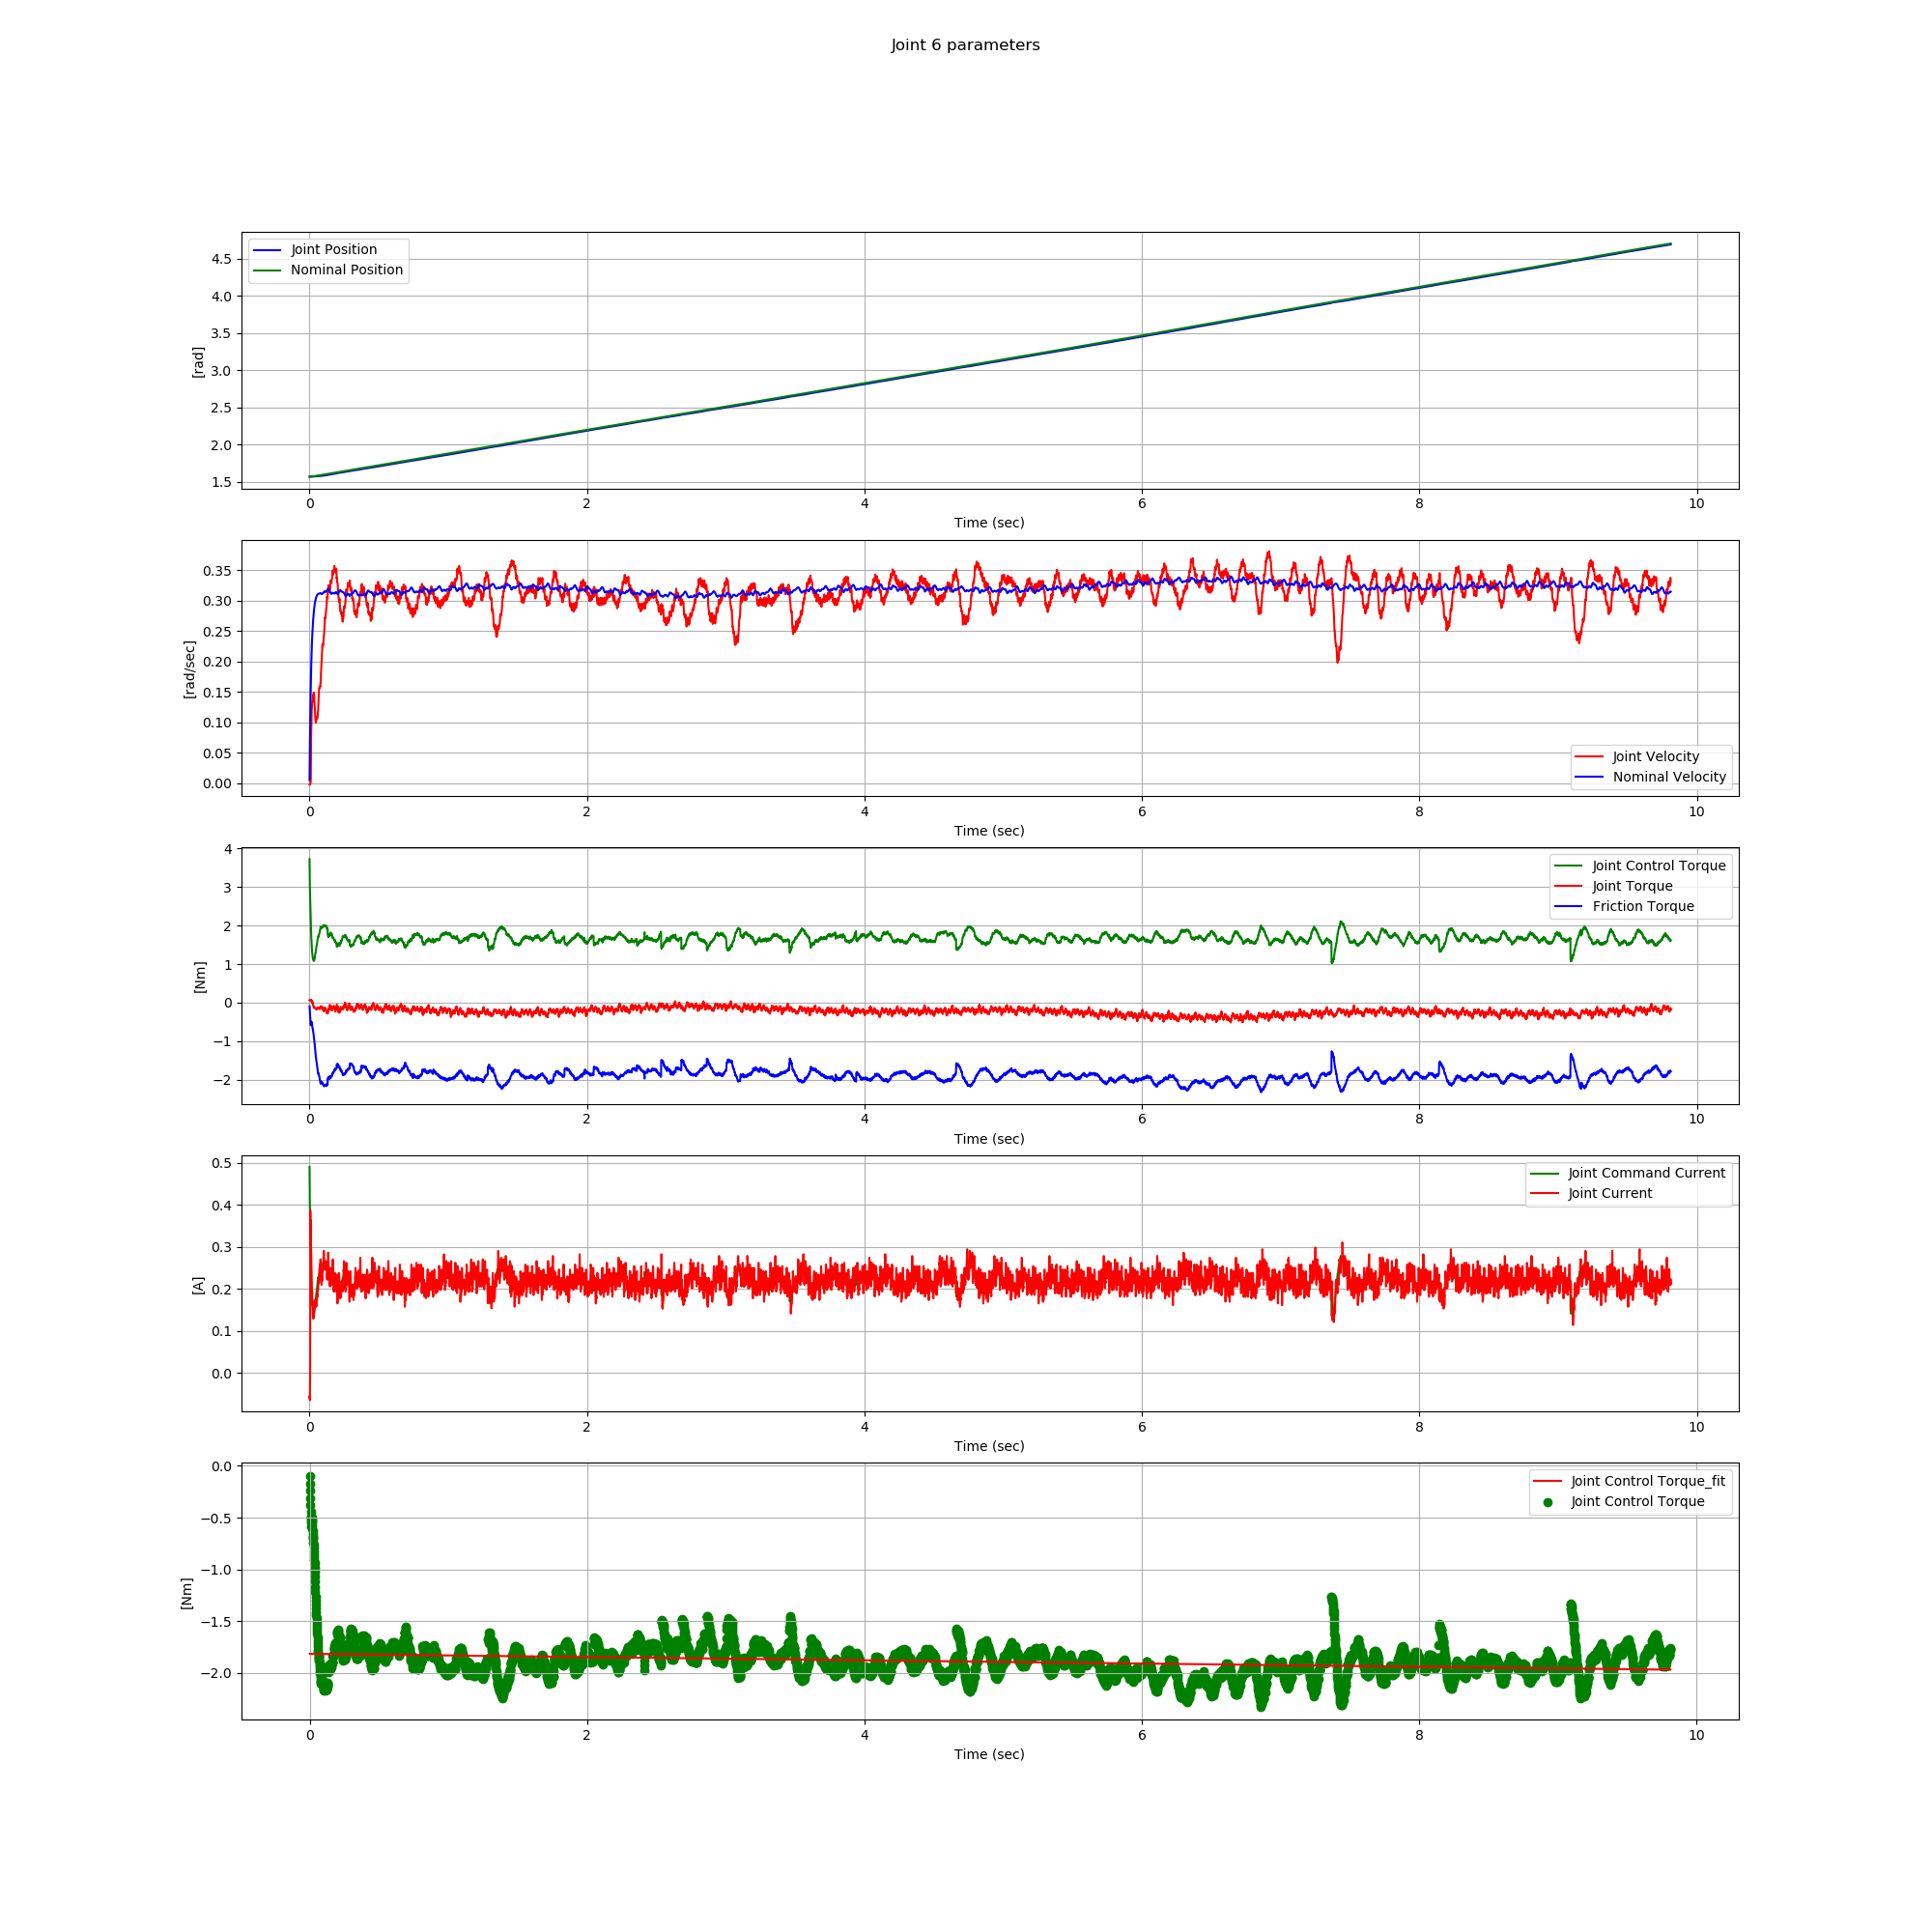 Joint 6 parameters
Joint Position
Nominal Position
[rad]
4.5
4.0
3.5
3.0
2.5
2.0
1.5
0 2 4 6 8 10
Time (sec)
[rad/sec]
0.35
0.30
0.25
0.20
0.15
0.10
0.05
0.00
Joint Velocity
Nominal Velocity
0 2 4 6 8 10
Time (sec)
[Nm]
4
3
2
1
0
−1
−2
Joint Control Torque
Joint Torque
Friction Torque
0 2 4 6 8 10
Time (sec)
[A]
0.5
0.4
0.3
0.2
0.1
0.0
Joint Command Current
Joint Current
0 2 4 6 8 10
Time (sec)
[Nm]
0.0
−0.5
−1.0
−1.5
−2.0
Joint Control Torque_fit
Joint Control Torque
0 2 4 6 8 10
Time (sec)